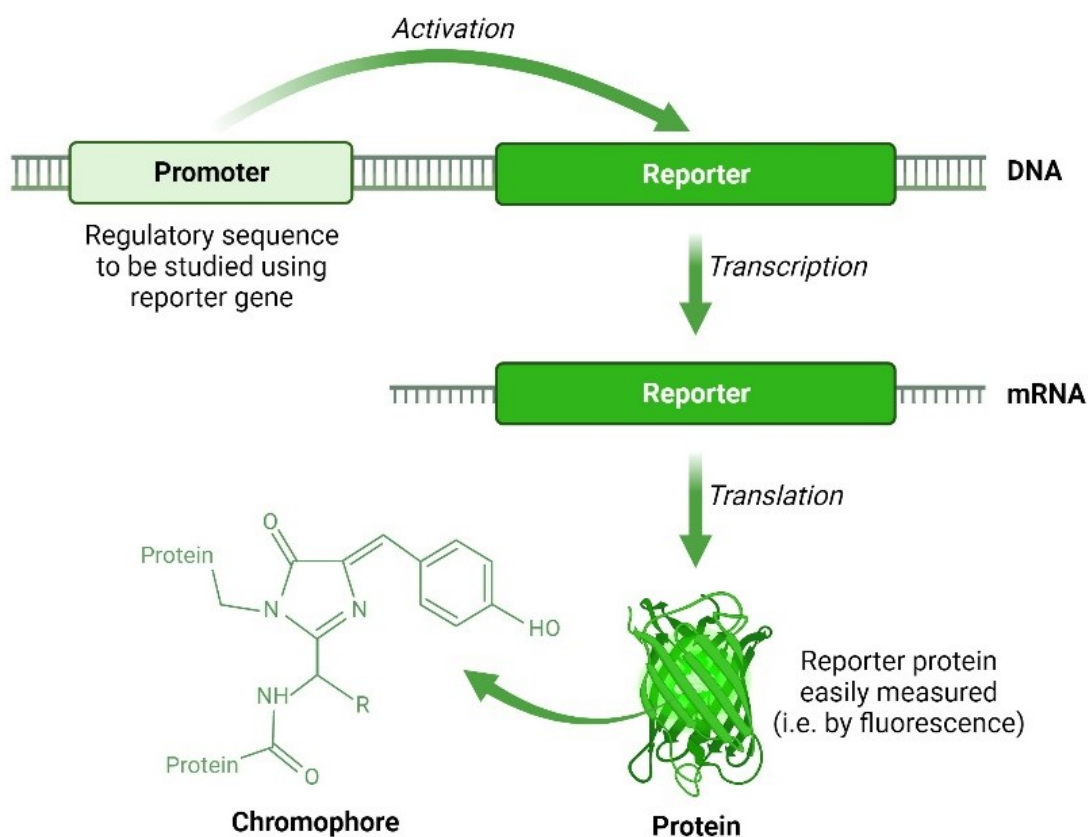 Activation
Promoter
Reporter
DNA
Regulatory sequence
to be studied using
reporter gene
Transcription
Reporter
mRNA
Translation
O
Protein
N
N
HO
NH
R
Protein
O
Reporter protein
easily measured
(i.e. by fluorescence)
Chromophore
Protein